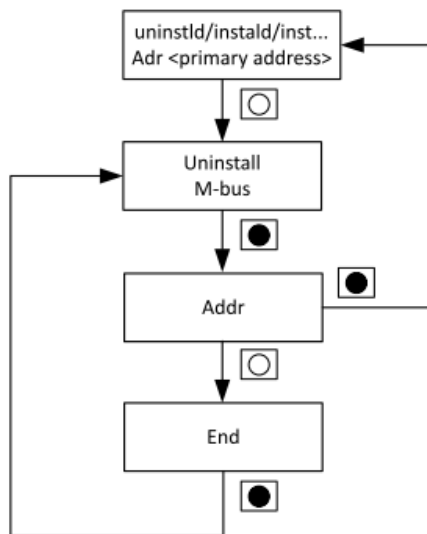 uninstld/instald/inst...
Adr <primary address>
Uninstall
M-bus
Addr
End